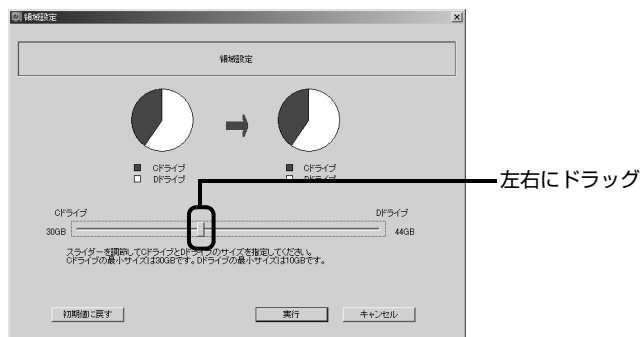 領域設定
領域設定
Cドライブ
Dドライブ
Cドライブ
Dドライブ
左右にドラッグ
Cドライブ
Dドライブ
30GB
44GB
スライダーを調節してCドライブとDドライブのサイズを指定してください。
Cドライブの最小サイズは30GBです。Dドライブの最小サイズは10GBです。
初期値に戻す
実行
キャンセル